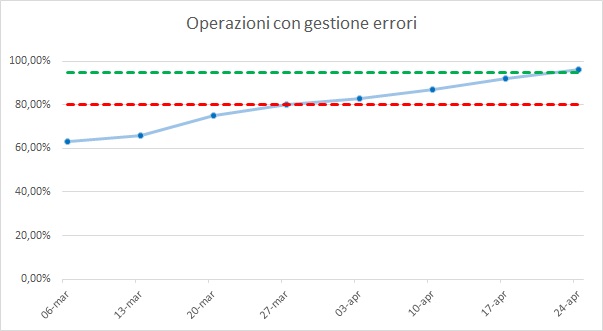 Operazioni con gestione errori
100,00%
80,00%
60,00%
40,00%
20,00%
0,00%
06-mar
13-mar
20-mar
27-mar
03-apr
10-apr
17-apr
24-apr